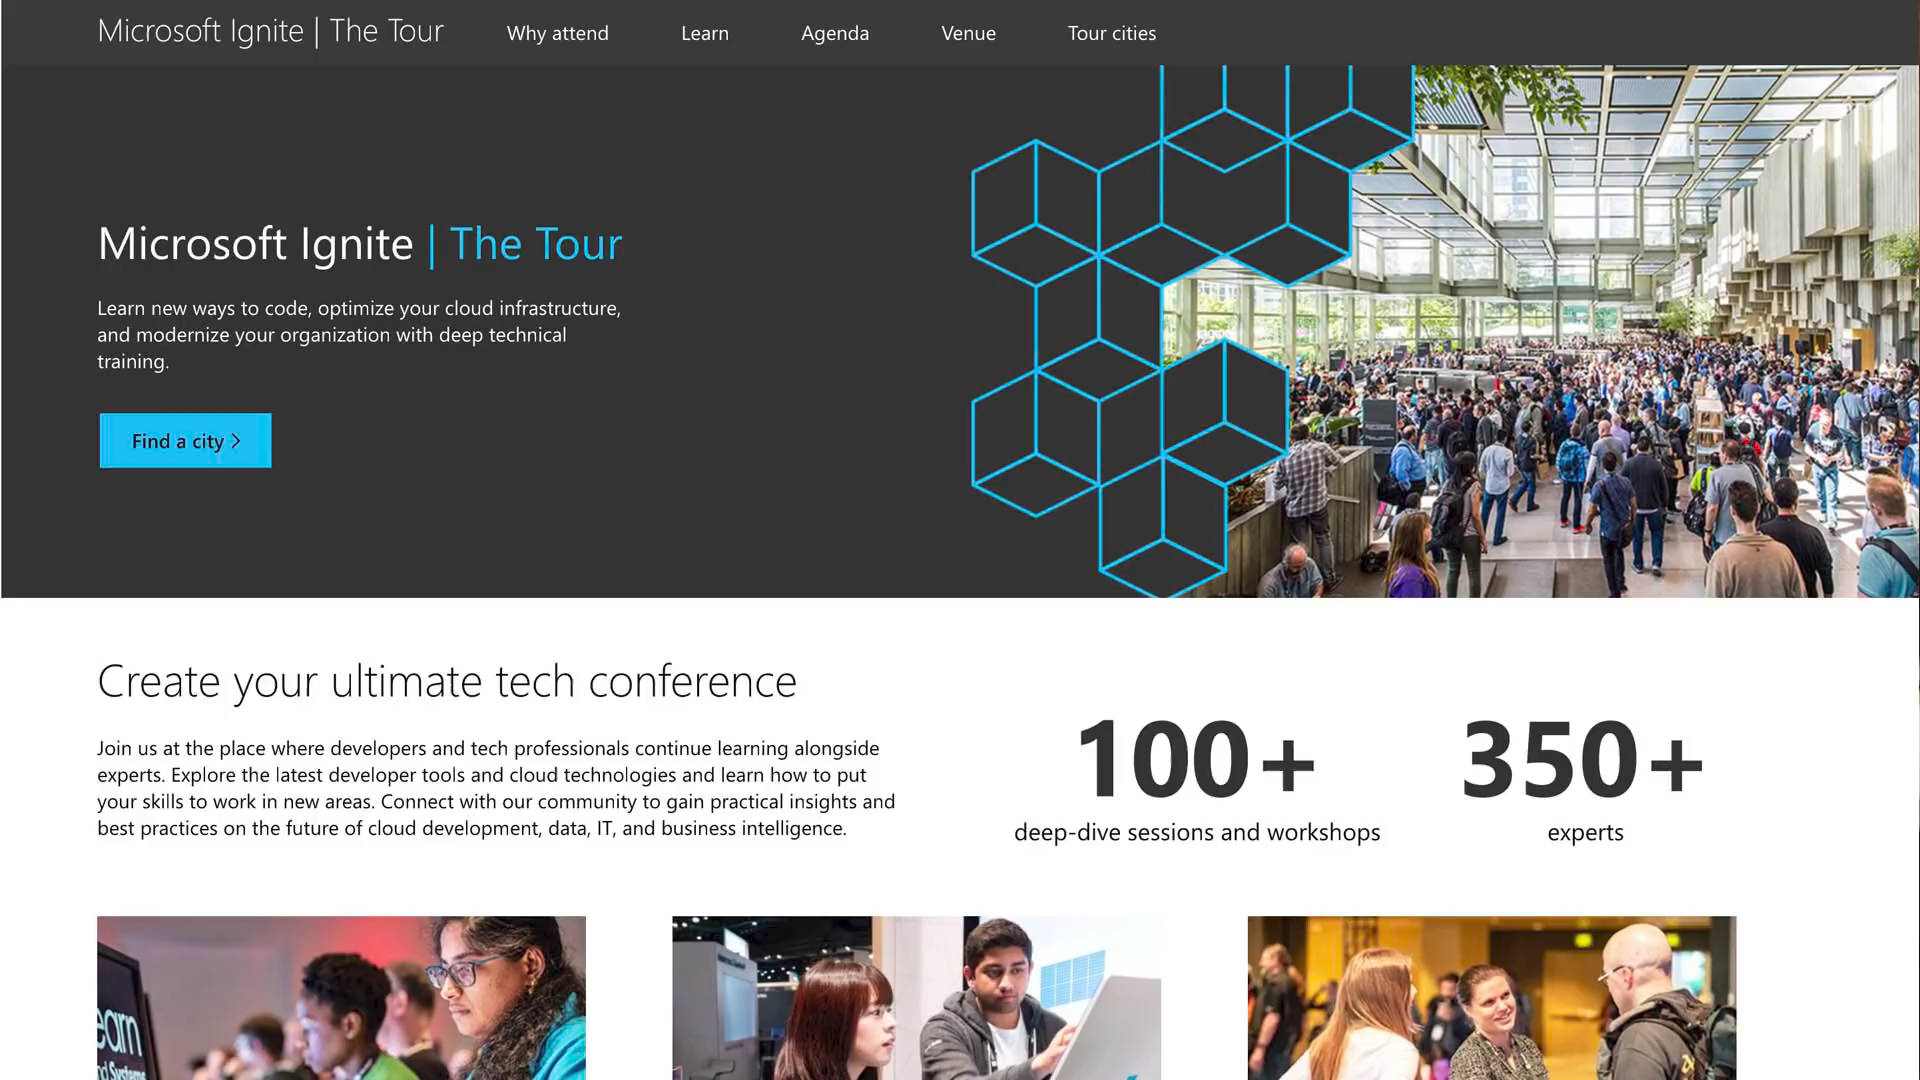 Microsoft Ignite | The Tour
Why attend
Learn
Agenda
Venue
Tour cities
Microsoft Ignite | The Tour
Learn new ways to code, optimize your cloud infrastructure,
and modernize your organization with deep technical
training.
Find a city
Create your ultimate tech conference
Join us at the place where developers and tech professionals continue learning alongside
experts. Explore the latest developer tools and cloud technologies and learn how to put
your skills to work in new areas. Connect with our community to gain practical insights and
best practices on the future of cloud development, data, IT, and business intelligence.
100+
deep-dive sessions and workshops
350+
experts
earn
nd Systems